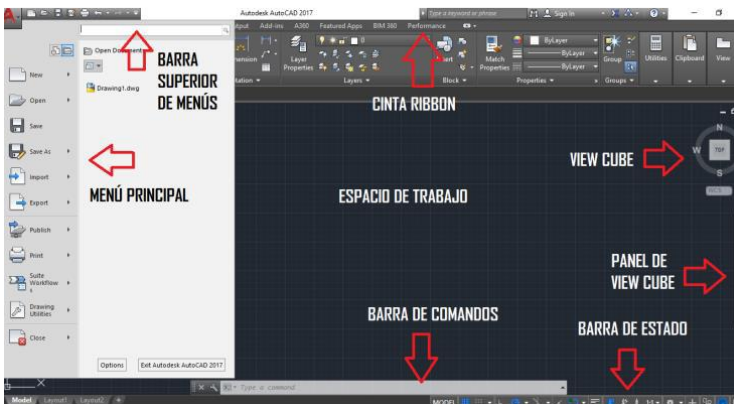 Autodesk AutoCAD 2017
Type a keyword or phrase
Sign In
Add-ins A360 Featured Apps BIM 360 Performance
Layer
Properties
Match
Properties
ByLayer
ByLayer
ByLayer
Group
Utilities
Clipboard
View
Layers
Block
Properties
Groups
Drawing1.dwg
BARRA
SUPERIOR
DE MENÚS
CINTA RIBBON
New
Open
Save
Save As
Import
Export
Publish
Print
Suite
Workflow
s
Drawing
Utilities
Close
MENÚ PRINCIPAL
ESPACIO DE TRABAJO
VIEW CUBE
N
W
TOP
S
WCS
PANEL DE
VIEW CUBE
BARRA DE COMANDOS
BARRA DE ESTADO
Options
Exit Autodesk AutoCAD 2017
X
Type a command
Model Layout1 Layout2 +
MODEL